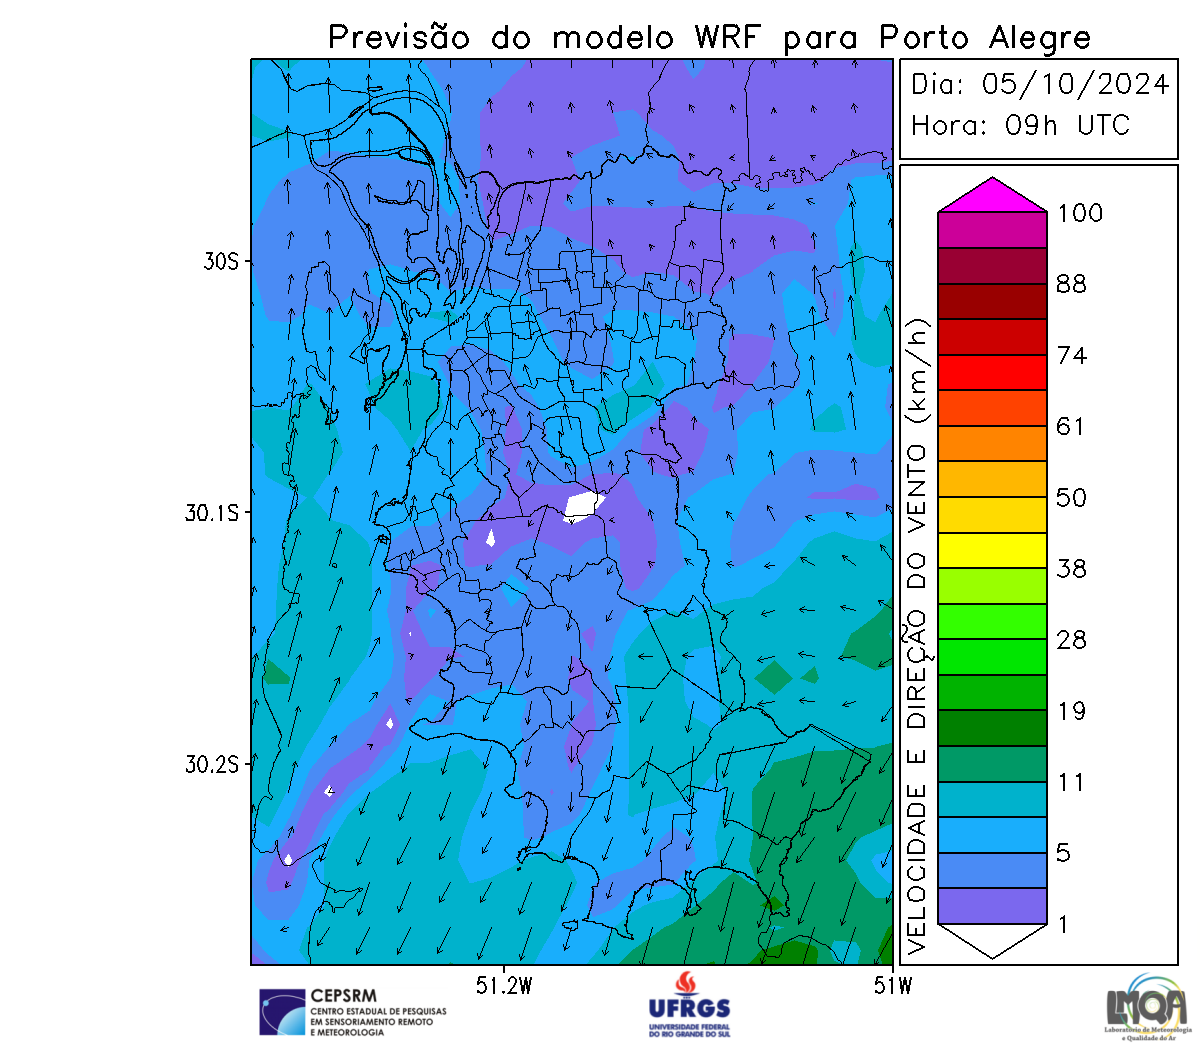 Previsão do modelo WRF para Porto Alegre
Dia: 05/10/2024
Hora: 09h UTC
VELOCIDADE E DIREÇÃO DO VENTO (km/h)
100
88
74
61
50
38
28
19
11
5
1
30S
30.1S
30.2S
51.2W
51W
CEPSRM
CENTRO ESTADUAL DE PESQUISAS
EM SENSORIAMENTO REMOTO
E METEOROLOGIA
UFRGS
UNIVERSIDADE FEDERAL
DO RIO GRANDE DO SUL
LMQA
Laboratório de Meteorologia
e Qualidade do Ar